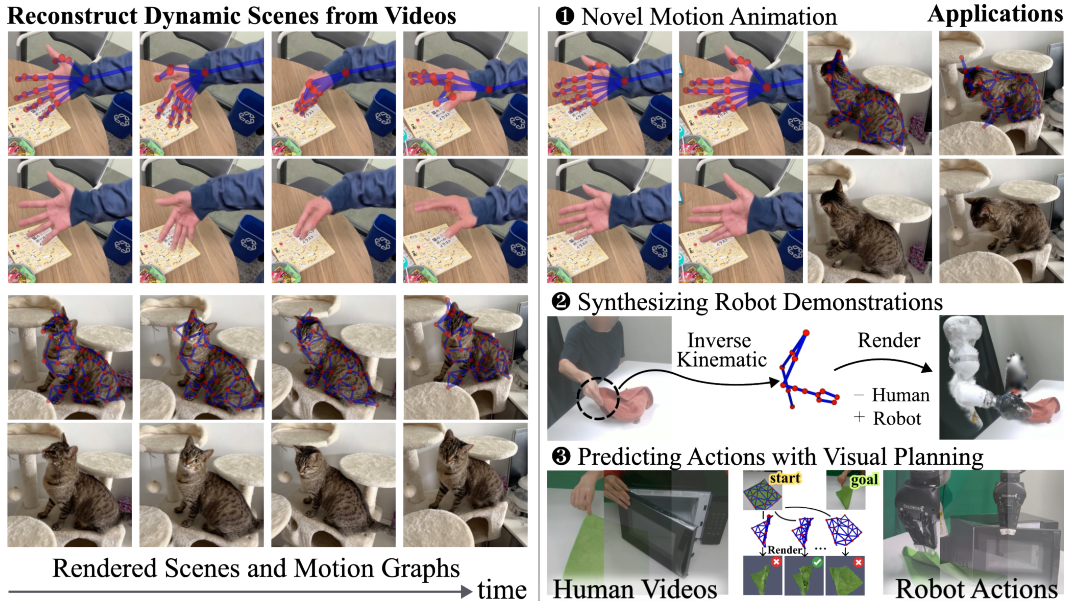 Reconstruct Dynamic Scenes from Videos
Rendered Scenes and Motion Graphs
time
❶ Novel Motion Animation
Applications
❷ Synthesizing Robot Demonstrations
Inverse
Kinematic
Render
− Human
+ Robot
❸ Predicting Actions with Visual Planning
start
goal
Render
...
Human Videos
Robot Actions